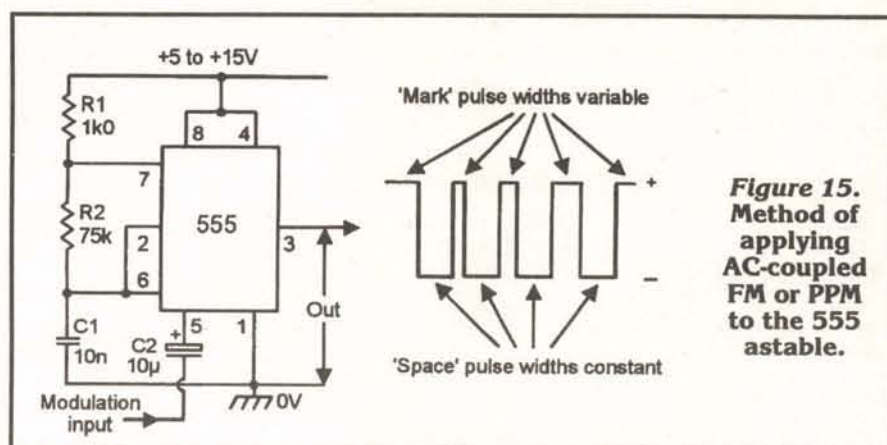 +5 to +15V
R1
1k0
8
4
7
R2
75k
2
555
3
6
C1
10n
C2
10µ
+
5
1
Out
0V
Modulation
input
'Mark' pulse widths variable
+
−
'Space' pulse widths constant
Figure 15.
Method of
applying
AC-coupled
FM or PPM
to the 555
astable.